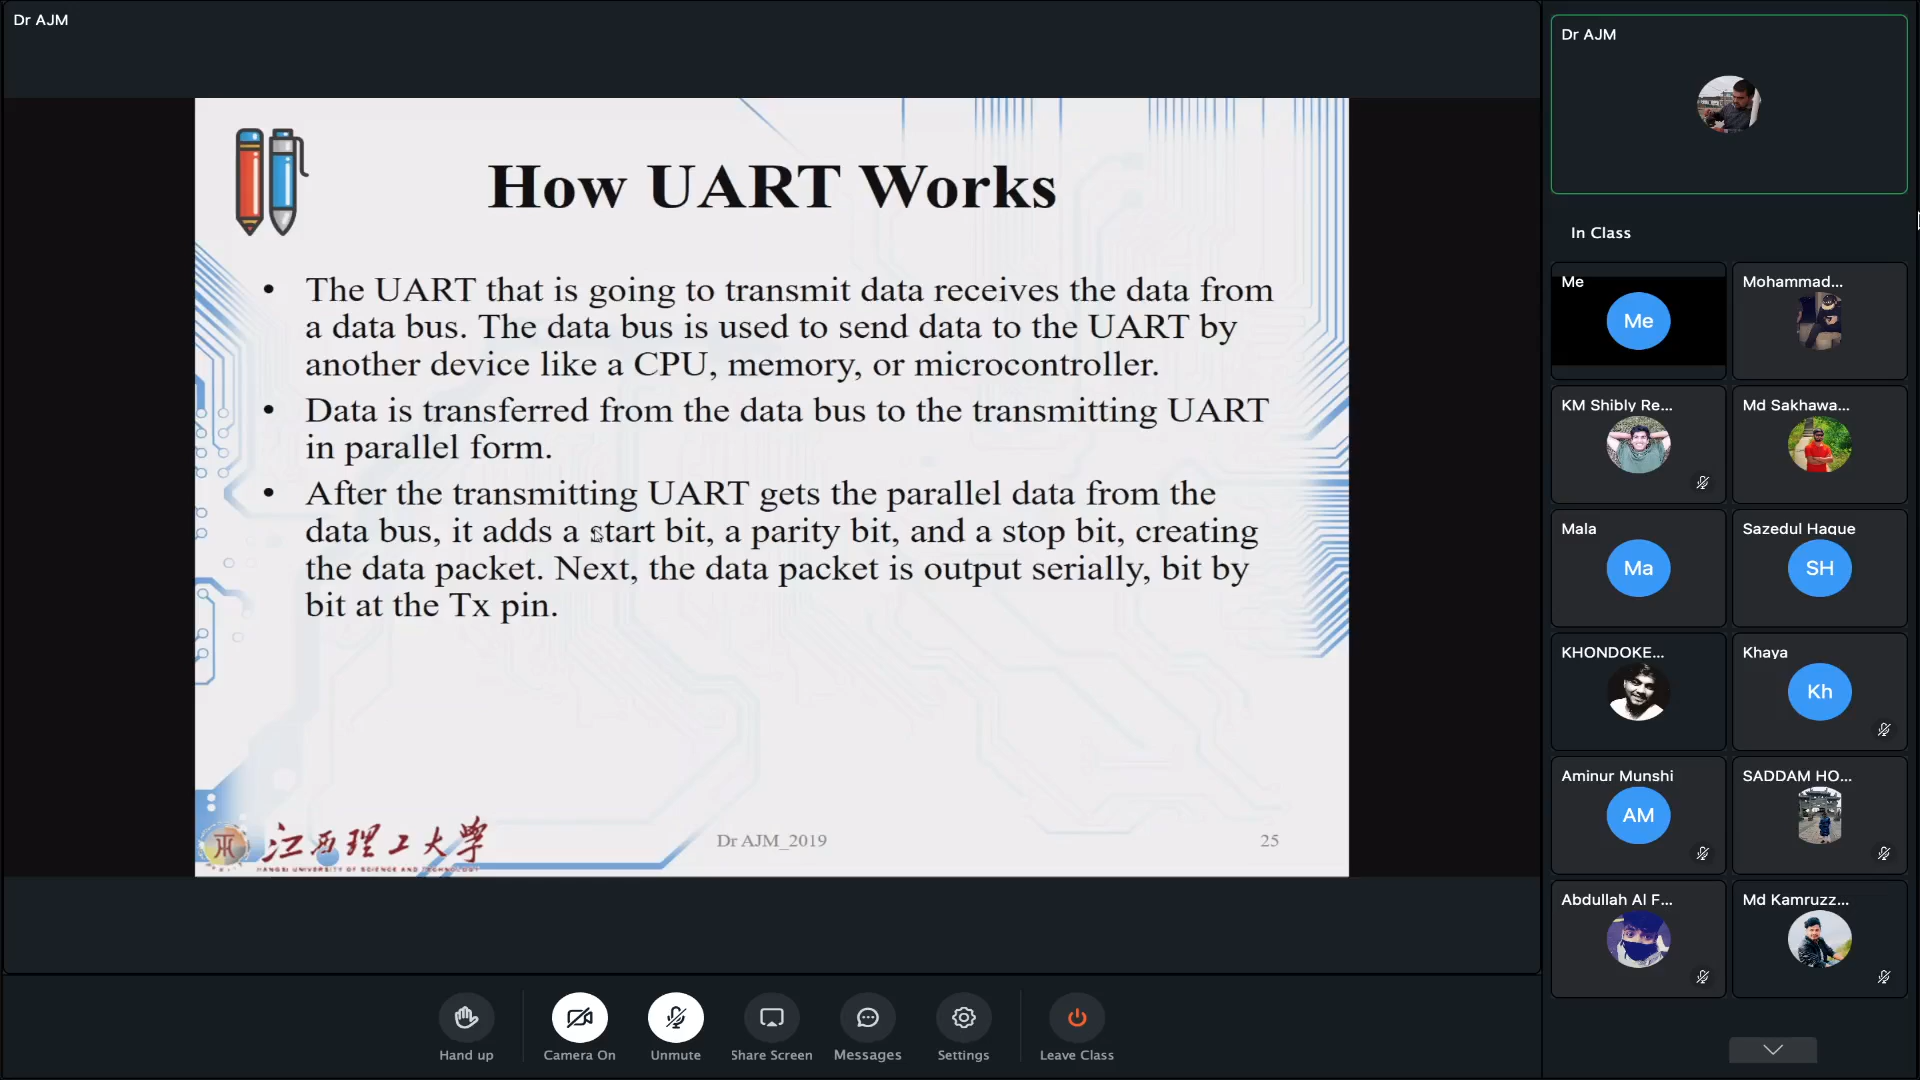 Dr AJM
How UART Works
• The UART that is going to transmit data receives the data from
a data bus. The data bus is used to send data to the UART by
another device like a CPU, memory, or microcontroller.
• Data is transferred from the data bus to the transmitting UART
in parallel form.
• After the transmitting UART gets the parallel data from the
data bus, it adds a start bit, a parity bit, and a stop bit, creating
the data packet. Next, the data packet is output serially, bit by
bit at the Tx pin.
江西理工大学
UNIVERSITY OF SCIENCE AND TECHNOLOGY
Dr AJM_2019
25
Dr AJM
In Class
Me
Me
Mohammad...
KM Shibly Re...
Md Sakhawa...
Mala
Ma
Sazedul Haque
SH
KHONDOKE...
Khaya
Kh
Aminur Munshi
AM
SADDAM HO...
Abdullah Al F...
Md Kamruzz...
Hand up
Camera On
Unmute
Share Screen
Messages
Settings
Leave Class